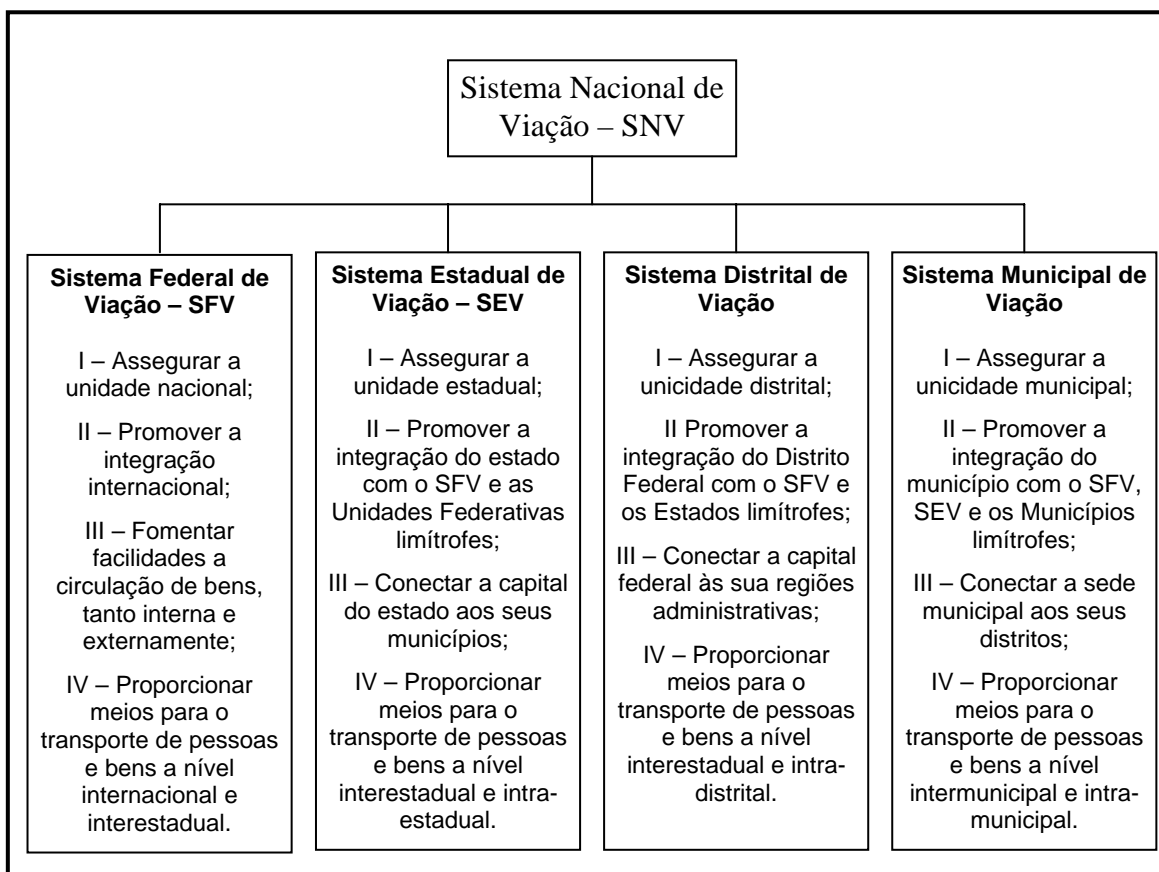 Sistema Nacional de
Viação – SNV
Sistema Federal de
Viação – SFV
I – Assegurar a
unidade nacional;
II – Promover a
integração
internacional;
III – Fomentar
facilidades a
circulação de bens,
tanto interna e
externamente;
IV – Proporcionar
meios para o
transporte de pessoas
e bens a nível
internacional e
interestadual.
Sistema Estadual de
Viação – SEV
I – Assegurar a
unidade estadual;
II – Promover a
integração do estado
com o SFV e as
Unidades Federativas
limítrofes;
III – Conectar a capital
do estado aos seus
municípios;
IV – Proporcionar
meios para o
transporte de pessoas
e bens a nível
interestadual e intra-
estadual.
Sistema Distrital de
Viação
I – Assegurar a
unicidade distrital;
II Promover a
integração do Distrito
Federal com o SFV e
os Estados limítrofes;
III – Conectar a capital
federal às sua regiões
administrativas;
IV – Proporcionar
meios para o
transporte de pessoas
e bens a nível
interestadual e intra-
distrital.
Sistema Municipal de
Viação
I – Assegurar a
unicidade municipal;
II – Promover a
integração do
município com o SFV,
SEV e os Municípios
limítrofes;
III – Conectar a sede
municipal aos seus
distritos;
IV – Proporcionar
meios para o
transporte de pessoas
e bens a nível
intermunicipal e intra-
municipal.